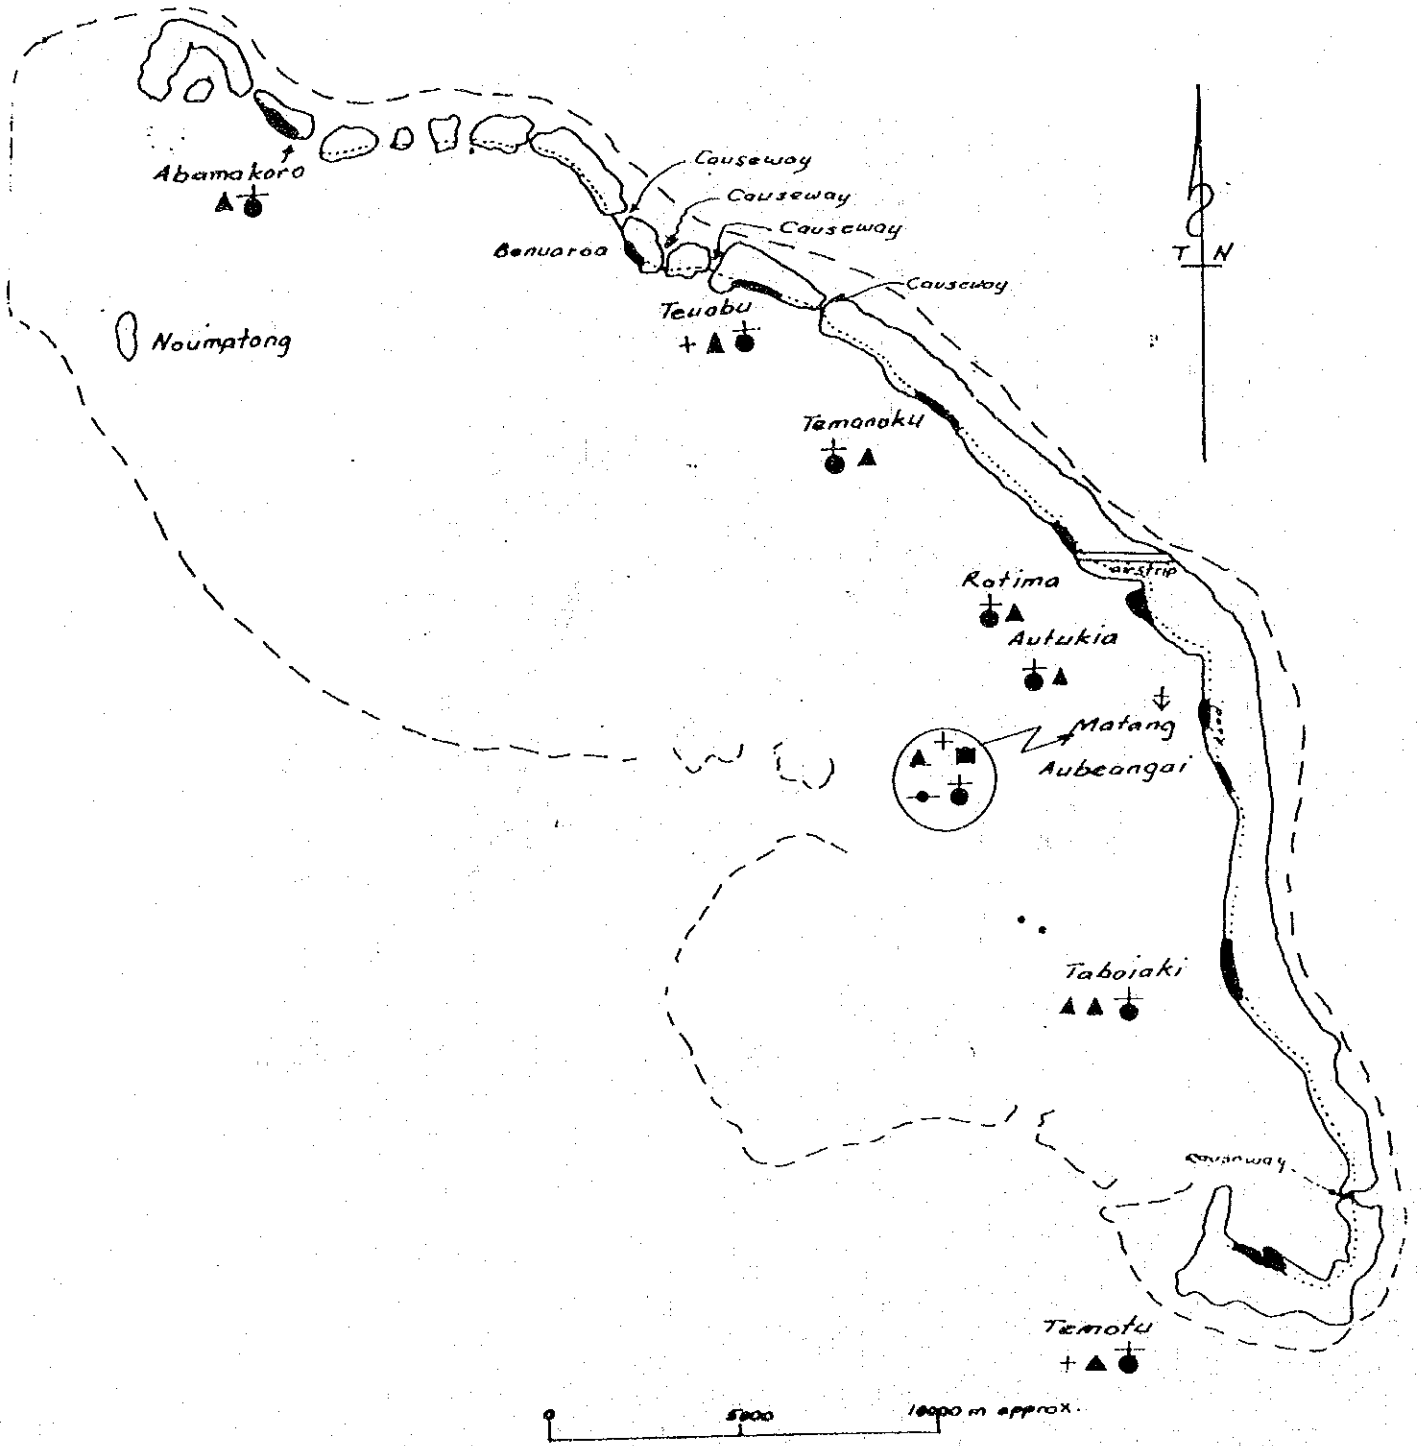 Causeway
Abamakoro
Causeway
Causeway
Benuaroa
T N
Causeway
Teuabu
Noumatong
Temanoku
airstrip
Rotima
Autukia
Road
Matang
Aubeangai
Taboiaki
Temotu
0 5000 10000 m approx.